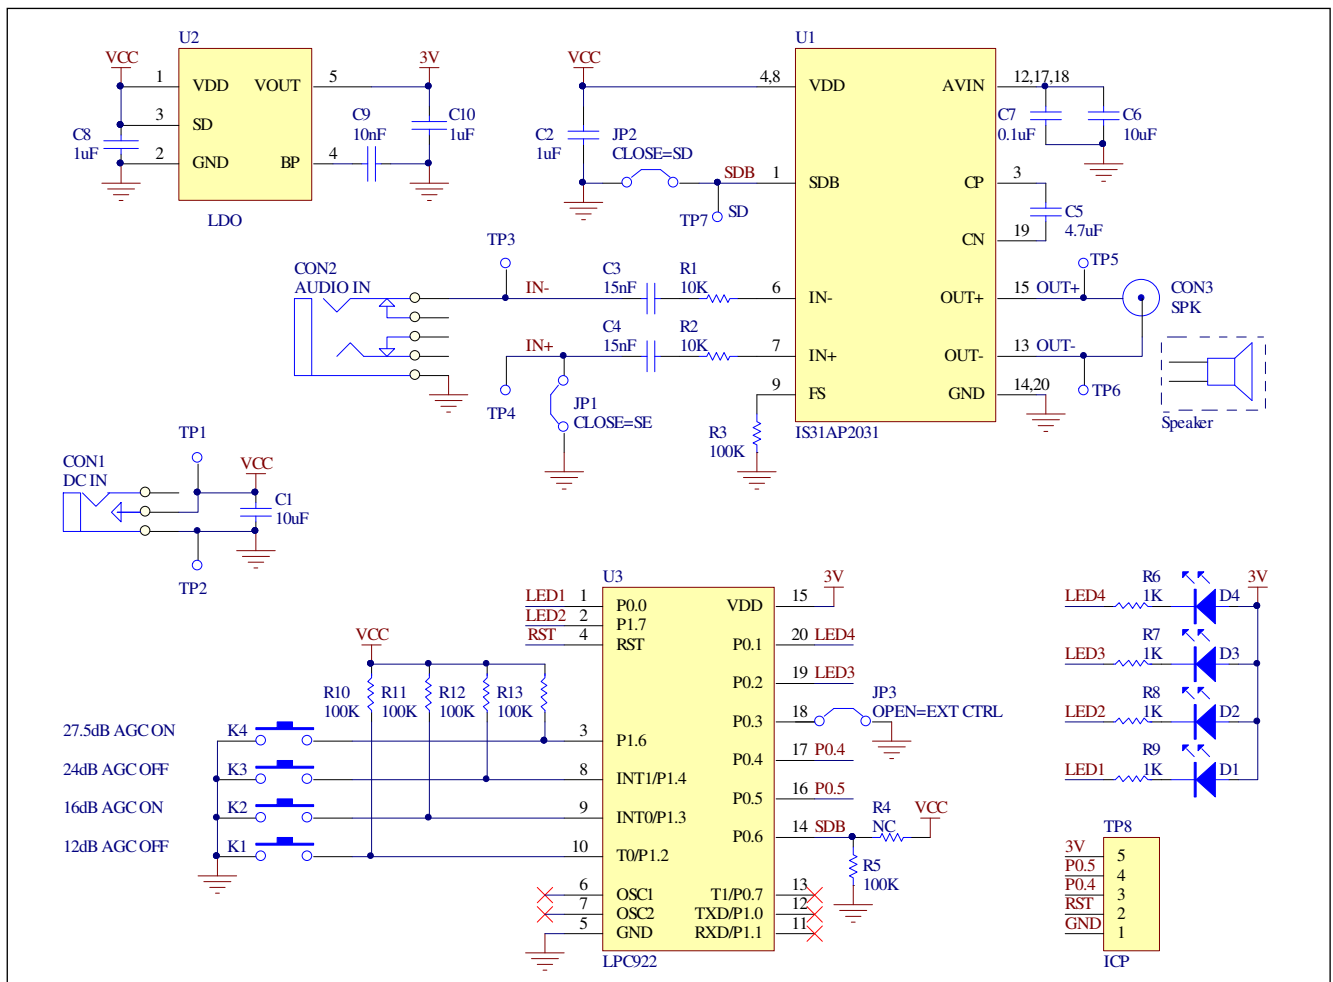 U2
VCC
1
VDD
VOUT
5
3V
3
SD
C8
1uF
2
GND
BP
4
C9
10nF
C10
1uF
LDO
U1
VCC
4,8
VDD
AVIN
12,17,18
C7
0.1uF
C6
10uF
C2
1uF
JP2
CLOSE=SD
SDB
1
SDB
TP7
SD
CP
3
C5
4.7uF
CN
19
CON2
AUDIO IN
TP3
IN-
C3
15nF
R1
10K
6
IN-
OUT+
15
OUT+
TP5
CON3
SPK
IN+
C4
15nF
R2
10K
7
IN+
OUT-
13
OUT-
TP4
TP6
JP1
CLOSE=SE
9
FS
GND
14,20
R3
100K
IS31AP2031
Speaker
TP1
CON1
DC IN
VCC
C1
10uF
TP2
U3
LED1
1
P0.0
LED2
2
P1.7
RST
4
RST
VDD
15
3V
P0.1
20
LED4
P0.2
19
LED3
P0.3
18
JP3
OPEN=EXT CTRL
P0.4
17
P0.4
P0.5
16
P0.5
P0.6
14
SDB
R4
NC
VCC
R5
100K
VCC
R10
100K
R11
100K
R12
100K
R13
100K
27.5dB AGC ON
K4
3
P1.6
24dB AGC OFF
K3
8
INT1/P1.4
16dB AGC ON
K2
9
INT0/P1.3
12dB AGC OFF
K1
10
T0/P1.2
6
OSC1
T1/P0.7
13
7
OSC2
TXD/P1.0
12
5
GND
RXD/P1.1
11
LPC922
3V
LED4
R6
1K
D4
LED3
R7
1K
D3
LED2
R8
1K
D2
LED1
R9
1K
D1
TP8
3V
5
P0.5
4
P0.4
3
RST
2
GND
1
ICP